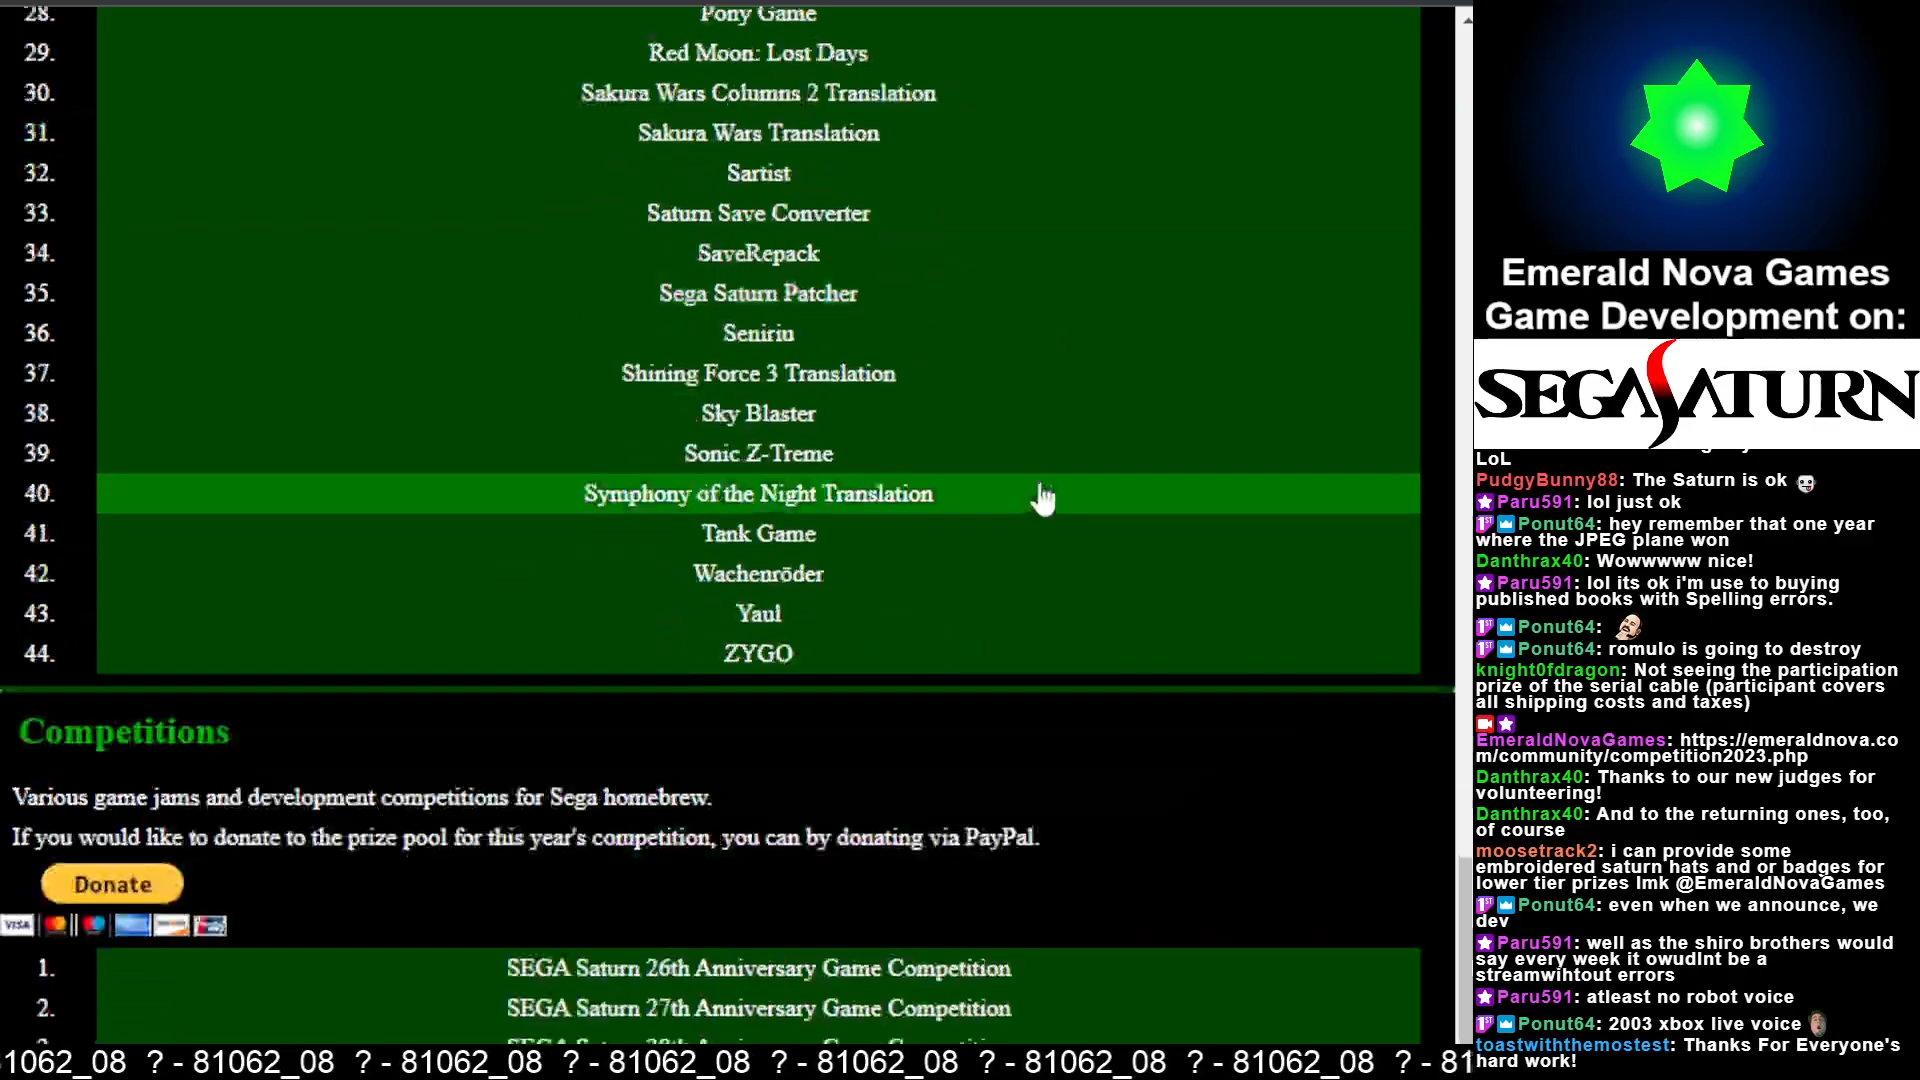 28. Pony Game
29. Red Moon: Lost Days
30. Sakura Wars Columns 2 Translation
31. Sakura Wars Translation
32. Sartist
33. Saturn Save Converter
34. SaveRepack
35. Sega Saturn Patcher
36. Seniriu
37. Shining Force 3 Translation
38. Sky Blaster
39. Sonic Z-Treme
40. Symphony of the Night Translation
41. Tank Game
42. Wachenröder
43. Yaul
44. ZYGO
Competitions
Various game jams and development competitions for Sega homebrew.
If you would like to donate to the prize pool for this year's competition, you can by donating via PayPal.
Donate
VISA
1. SEGA Saturn 26th Anniversary Game Competition
2. SEGA Saturn 27th Anniversary Game Competition
81062_08 ? - 81062_08 ? - 81062_08 ? - 81062_08 ? - 81062_08 ? - 81062_08 ? - 81
Emerald Nova Games
Game Development on:
SEGA SATURN
LoL
PudgyBunny88: The Saturn is ok
Paru591: lol just ok
1ST Ponut64: hey remember that one year
where the JPEG plane won
Danthrax40: Wowwwww nice!
Paru591: lol its ok i'm use to buying
published books with Spelling errors.
1ST Ponut64:
1ST Ponut64: romulo is going to destroy
knight0fdragon: Not seeing the participation
prize of the serial cable (participant covers
all shipping costs and taxes)
EmeraldNovaGames: https://emeraldnova.co
m/community/competition2023.php
Danthrax40: Thanks to our new judges for
volunteering!
Danthrax40: And to the returning ones, too,
of course
moosetrack2: i can provide some
embroidered saturn hats and or badges for
lower tier prizes lmk @EmeraldNovaGames
1ST Ponut64: even when we announce, we
dev
Paru591: well as the shiro brothers would
say every week it owudlnt be a
streamwihtout errors
Paru591: atleast no robot voice
1ST Ponut64: 2003 xbox live voice
toastwiththemostest: Thanks For Everyone's
hard work!